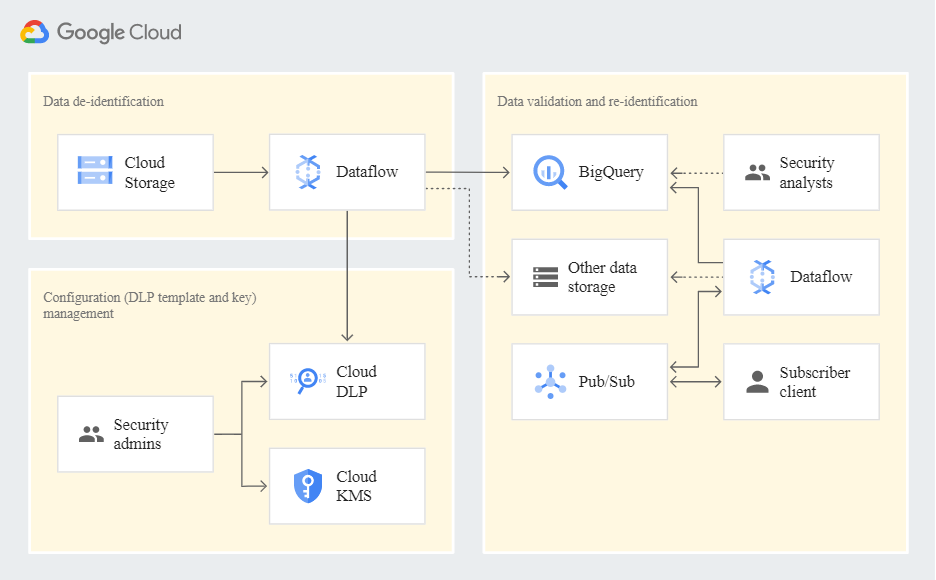 Google Cloud
Data de-identification
Cloud
Storage
Dataflow
Configuration (DLP template and key)
management
Security
admins
Cloud
DLP
Cloud
KMS
Data validation and re-identification
BigQuery
Security
analysts
Other data
storage
Dataflow
Pub/Sub
Subscriber
client